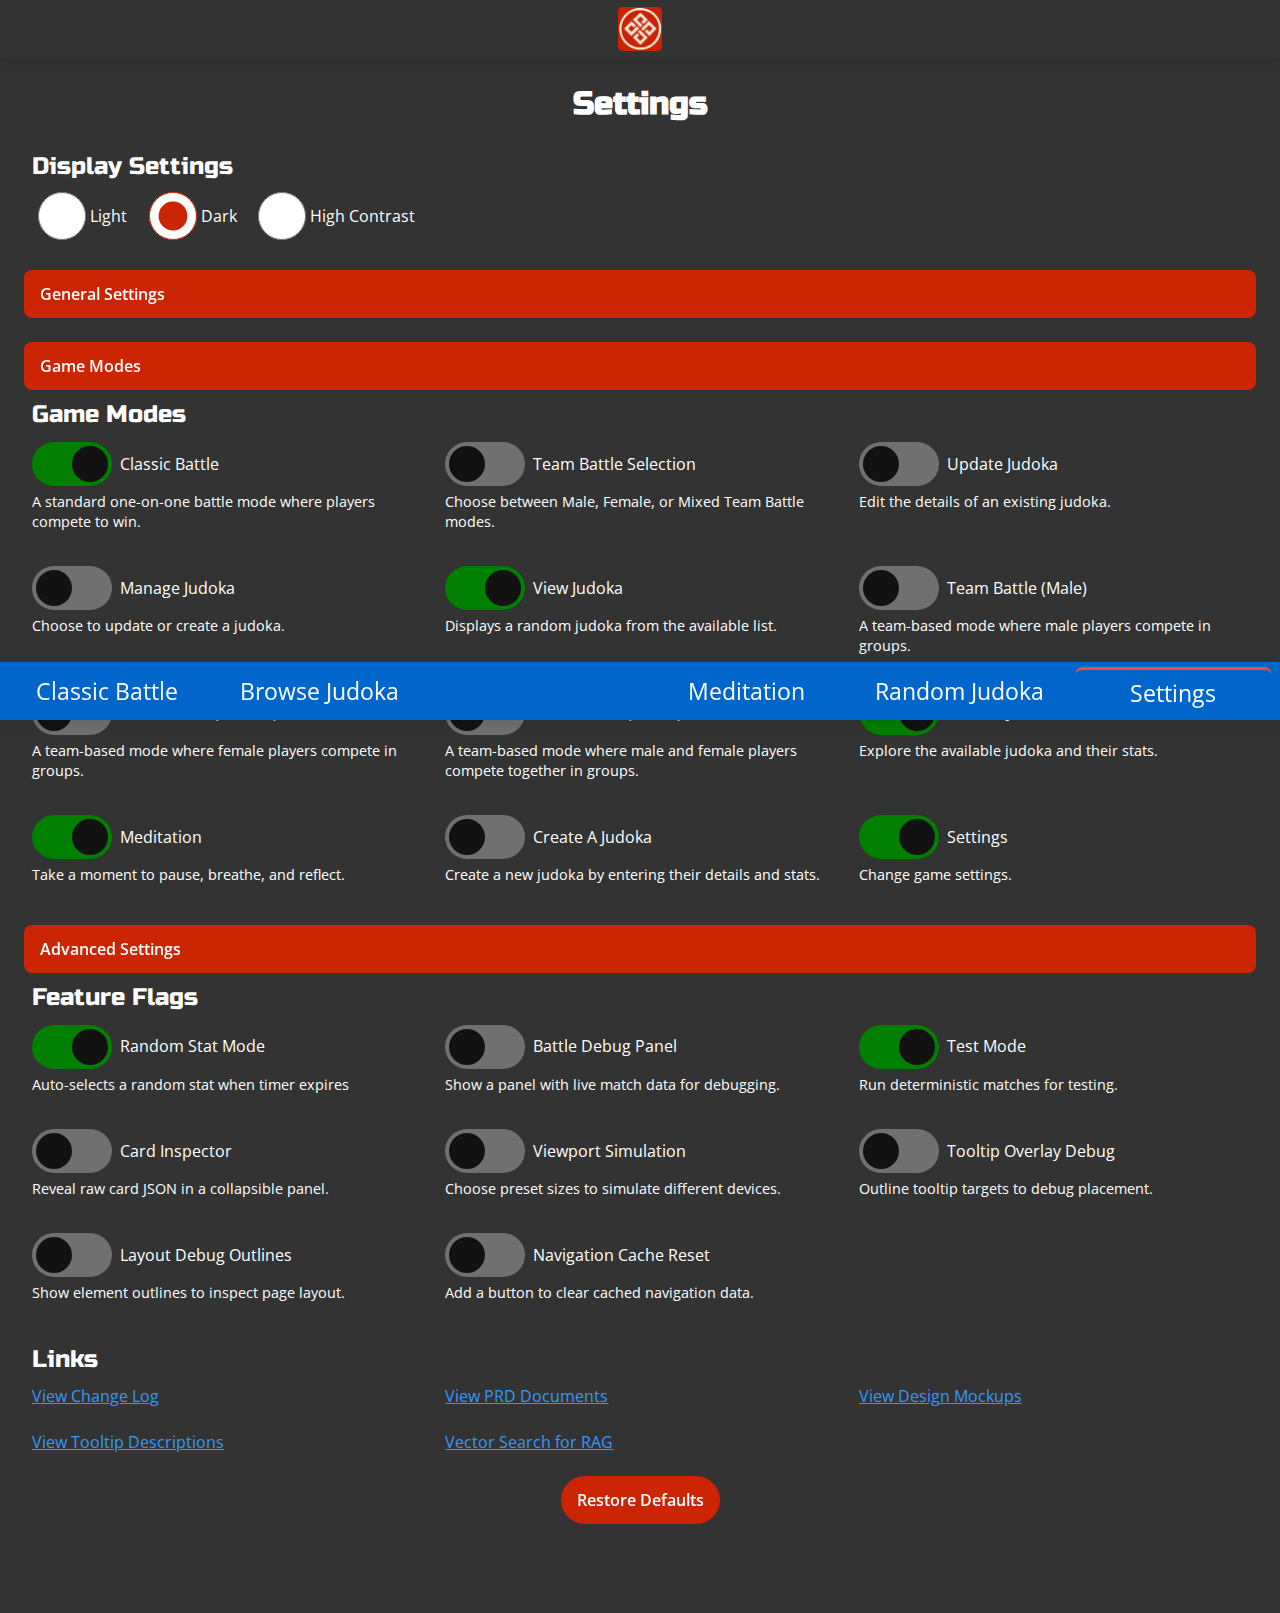 Settings
Display Settings
Light
Dark
High Contrast
General Settings
Game Modes
Game Modes
Classic Battle
Team Battle Selection
Update Judoka
A standard one-on-one battle mode where players
compete to win.
Choose between Male, Female, or Mixed Team Battle
modes.
Edit the details of an existing judoka.
Manage Judoka
View Judoka
Team Battle (Male)
Choose to update or create a judoka.
Displays a random judoka from the available list.
A team-based mode where male players compete in
groups.
Classic Battle
Browse Judoka
Meditation
Random Judoka
Settings
A team-based mode where female players compete in
groups.
A team-based mode where male and female players
compete together in groups.
Explore the available judoka and their stats.
Meditation
Create A Judoka
Settings
Take a moment to pause, breathe, and reflect.
Create a new judoka by entering their details and stats.
Change game settings.
Advanced Settings
Feature Flags
Random Stat Mode
Battle Debug Panel
Test Mode
Auto-selects a random stat when timer expires
Show a panel with live match data for debugging.
Run deterministic matches for testing.
Card Inspector
Viewport Simulation
Tooltip Overlay Debug
Reveal raw card JSON in a collapsible panel.
Choose preset sizes to simulate different devices.
Outline tooltip targets to debug placement.
Layout Debug Outlines
Navigation Cache Reset
Show element outlines to inspect page layout.
Add a button to clear cached navigation data.
Links
View Change Log
View PRD Documents
View Design Mockups
View Tooltip Descriptions
Vector Search for RAG
Restore Defaults